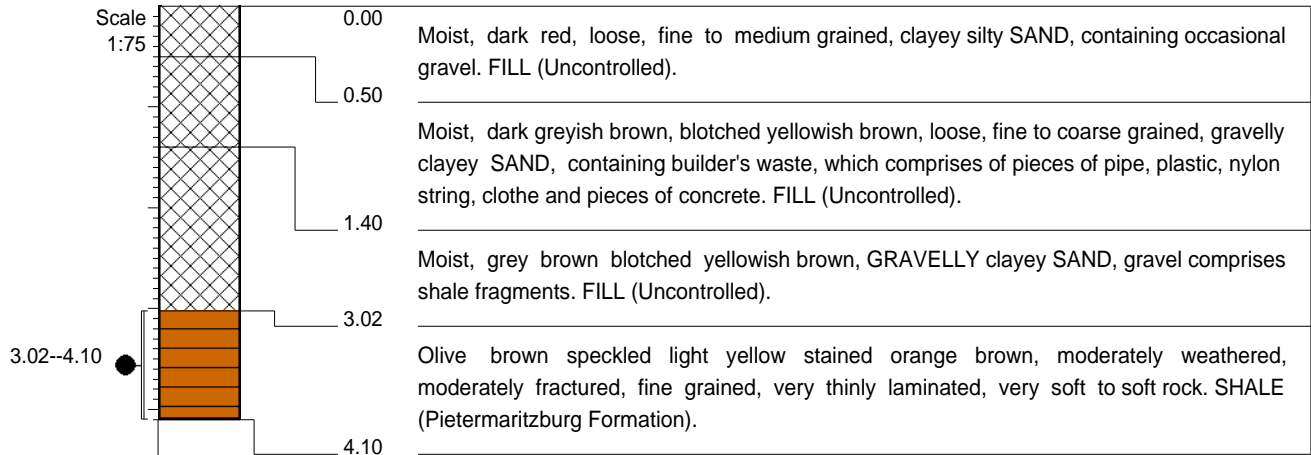 Scale
1:75
0.00
Moist, dark red, loose, fine to medium grained, clayey silty SAND, containing occasional
gravel. FILL (Uncontrolled).
0.50
Moist, dark greyish brown, blotched yellowish brown, loose, fine to coarse grained, gravelly
clayey SAND, containing builder's waste, which comprises of pieces of pipe, plastic, nylon
string, clothe and pieces of concrete. FILL (Uncontrolled).
1.40
Moist, grey brown blotched yellowish brown, GRAVELLY clayey SAND, gravel comprises
shale fragments. FILL (Uncontrolled).
3.02
3.02--4.10
Olive brown speckled light yellow stained orange brown, moderately weathered,
moderately fractured, fine grained, very thinly laminated, very soft to soft rock. SHALE
(Pietermaritzburg Formation).
4.10